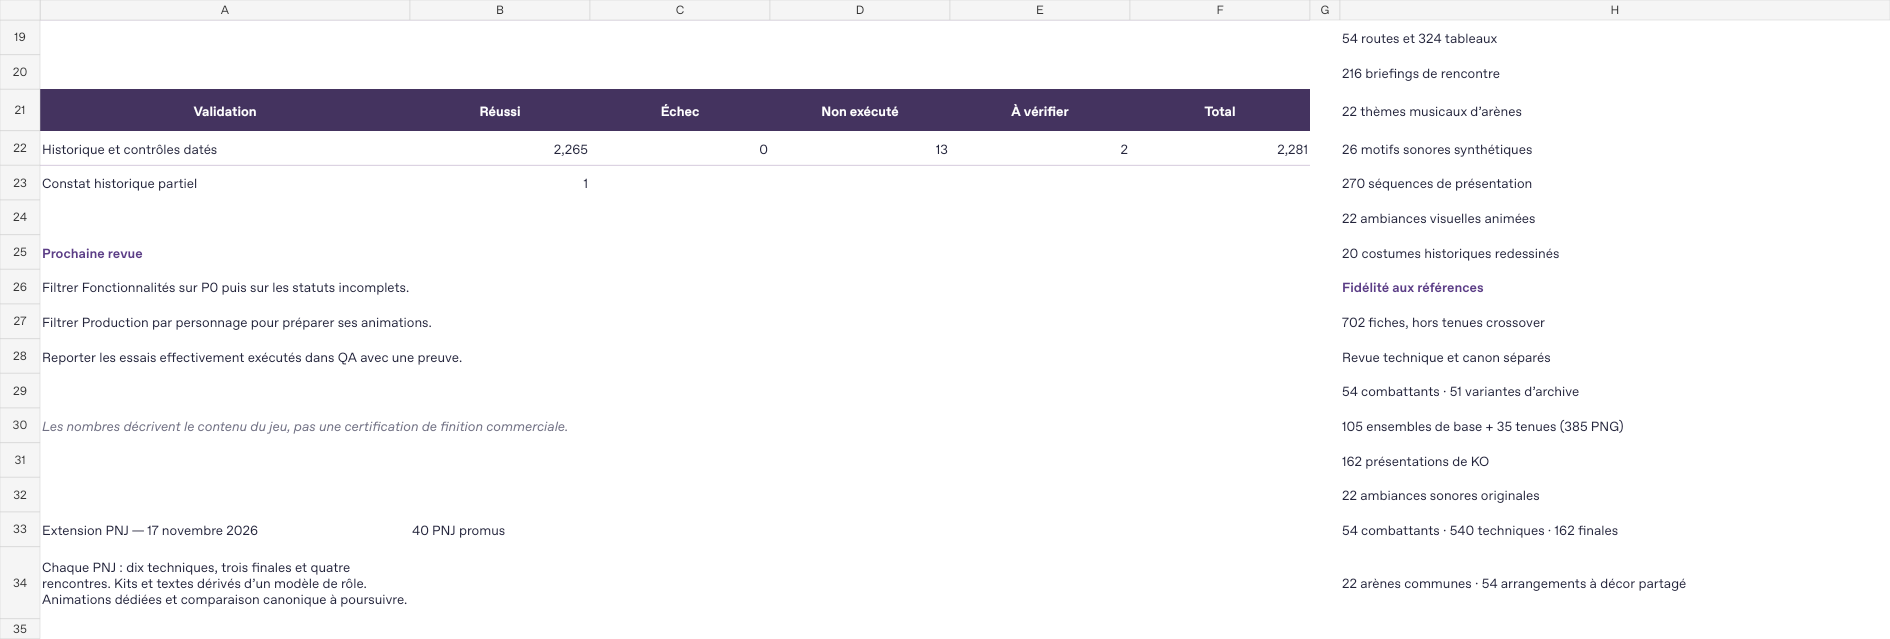 A B C D E F G H
19 54 routes et 324 tableaux
20 216 briefings de rencontre
21 Validation Réussi Échec Non exécuté À vérifier Total 22 thèmes musicaux d’arènes
22 Historique et contrôles datés 2,265 0 13 2 2,281 26 motifs sonores synthétiques
23 Constat historique partiel 1 270 séquences de présentation
24 22 ambiances visuelles animées
25 Prochaine revue 20 costumes historiques redessinés
26 Filtrer Fonctionnalités sur P0 puis sur les statuts incomplets. Fidélité aux références
27 Filtrer Production par personnage pour préparer ses animations. 702 fiches, hors tenues crossover
28 Reporter les essais effectivement exécutés dans QA avec une preuve. Revue technique et canon séparés
29 54 combattants · 51 variantes d’archive
30 Les nombres décrivent le contenu du jeu, pas une certification de finition commerciale. 105 ensembles de base + 35 tenues (385 PNG)
31 162 présentations de KO
32 22 ambiances sonores originales
33 Extension PNJ — 17 novembre 2026 40 PNJ promus 54 combattants · 540 techniques · 162 finales
Chaque PNJ : dix techniques, trois finales et quatre
34 rencontres. Kits et textes dérivés d’un modèle de rôle. 22 arènes communes · 54 arrangements à décor partagé
Animations dédiées et comparaison canonique à poursuivre.
35